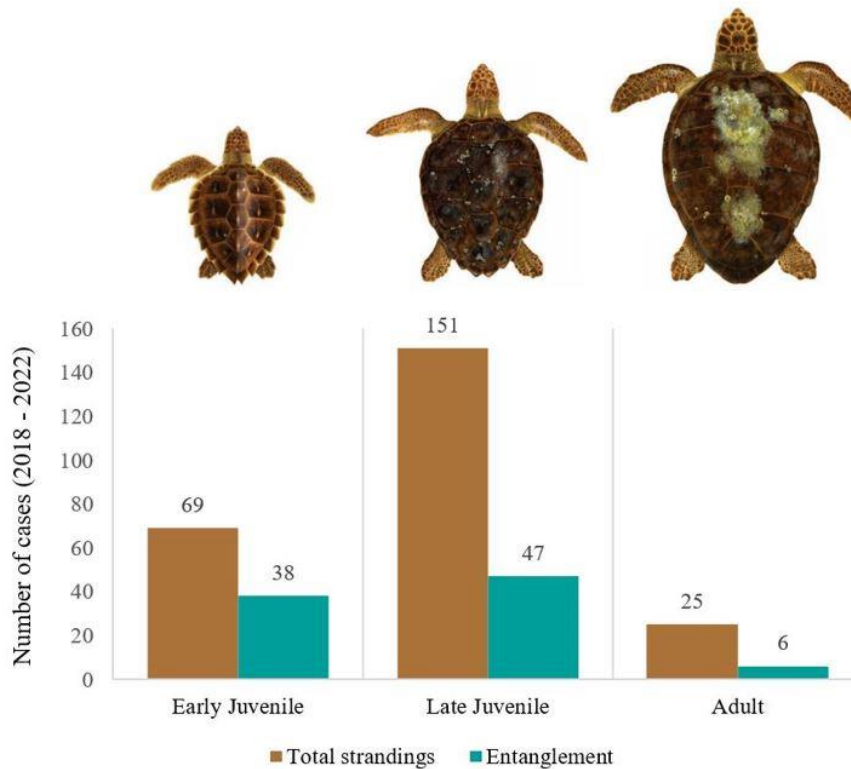 Number of cases (2018 - 2022)
160
140
120
100
80
60
40
20
0
69
38
151
47
25
6
Early Juvenile
Late Juvenile
Adult
Total strandings
Entanglement